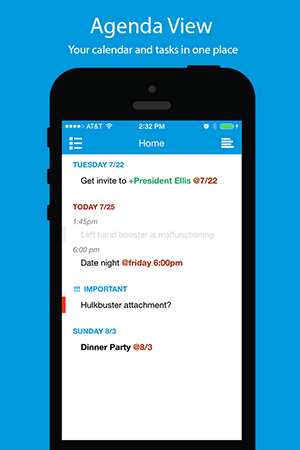 Agenda View
Your calendar and tasks in one place
AT&T 2:32 PM
Home
TUESDAY 7/22
Get invite to +President Ellis @7/22
TODAY 7/25
1:45pm
Left hand booster is malfunctioning
6:00 pm
Date night @friday 6:00pm
!!! IMPORTANT
Hulkbuster attachment?
SUNDAY 8/3
Dinner Party @8/3